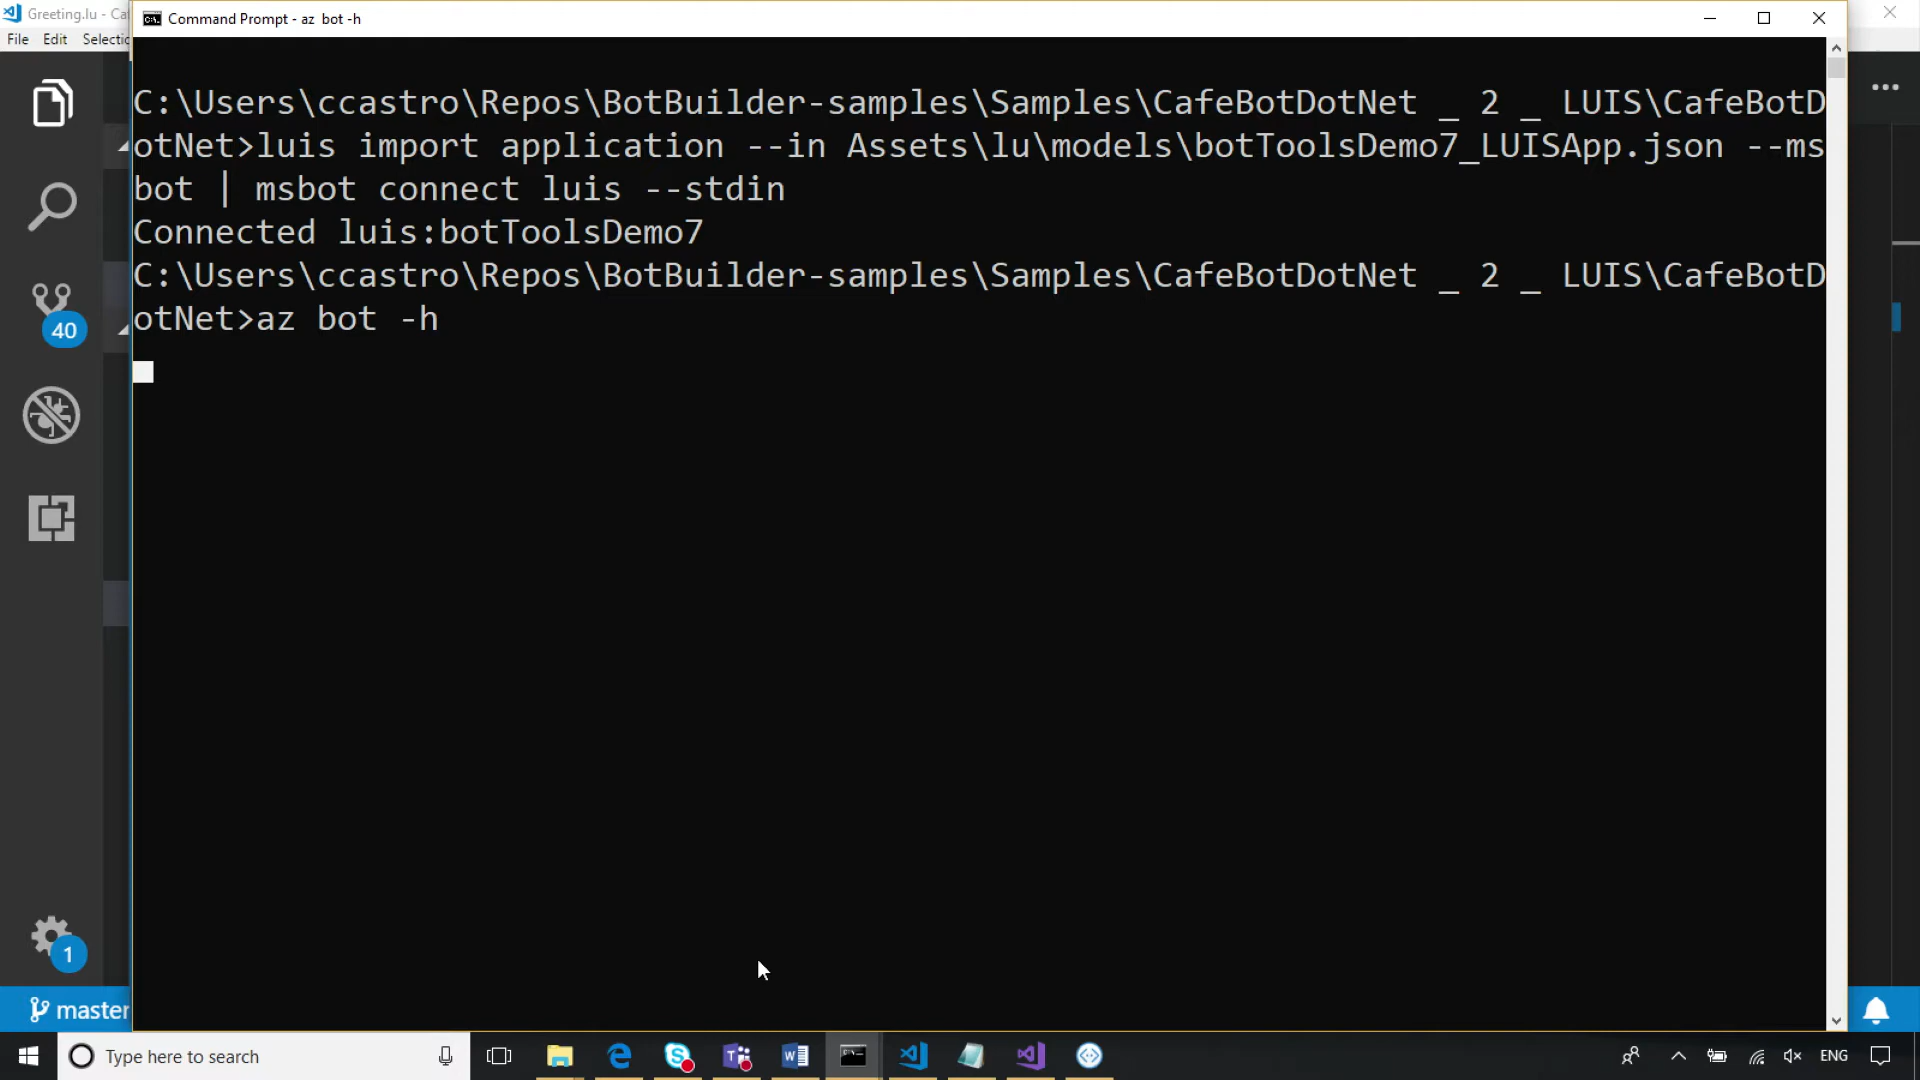 Greeting.lu - Ca
File Edit Selectio
Command Prompt - az bot -h
C:\Users\ccastro\Repos\BotBuilder-samples\Samples\CafeBotDotNet _ 2 _ LUIS\CafeBotD
otNet>luis import application --in Assets\lu\models\botToolsDemo7_LUISApp.json --ms
bot | msbot connect luis --stdin
Connected luis:botToolsDemo7
C:\Users\ccastro\Repos\BotBuilder-samples\Samples\CafeBotDotNet _ 2 _ LUIS\CafeBotD
otNet>az bot -h
40
1
master
Type here to search
ENG